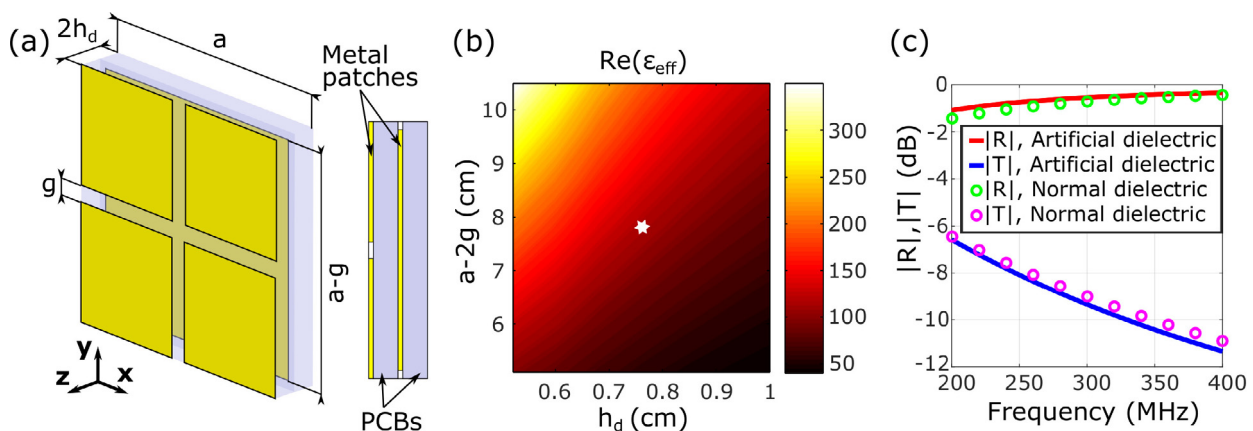 (a)
2h_d
a
Metal
patches
g
a-g
y
z
x
PCBs
(b)
Re(ε_eff)
a-2g (cm)
10
9
8
7
6
0.6
0.7
0.8
0.9
1
h_d (cm)
350
300
250
200
150
100
50
(c)
|R|,|T| (dB)
0
-2
-4
-6
-8
-10
-12
|R|, Artificial dielectric
|T|, Artificial dielectric
|R|, Normal dielectric
|T|, Normal dielectric
200
250
300
350
400
Frequency (MHz)